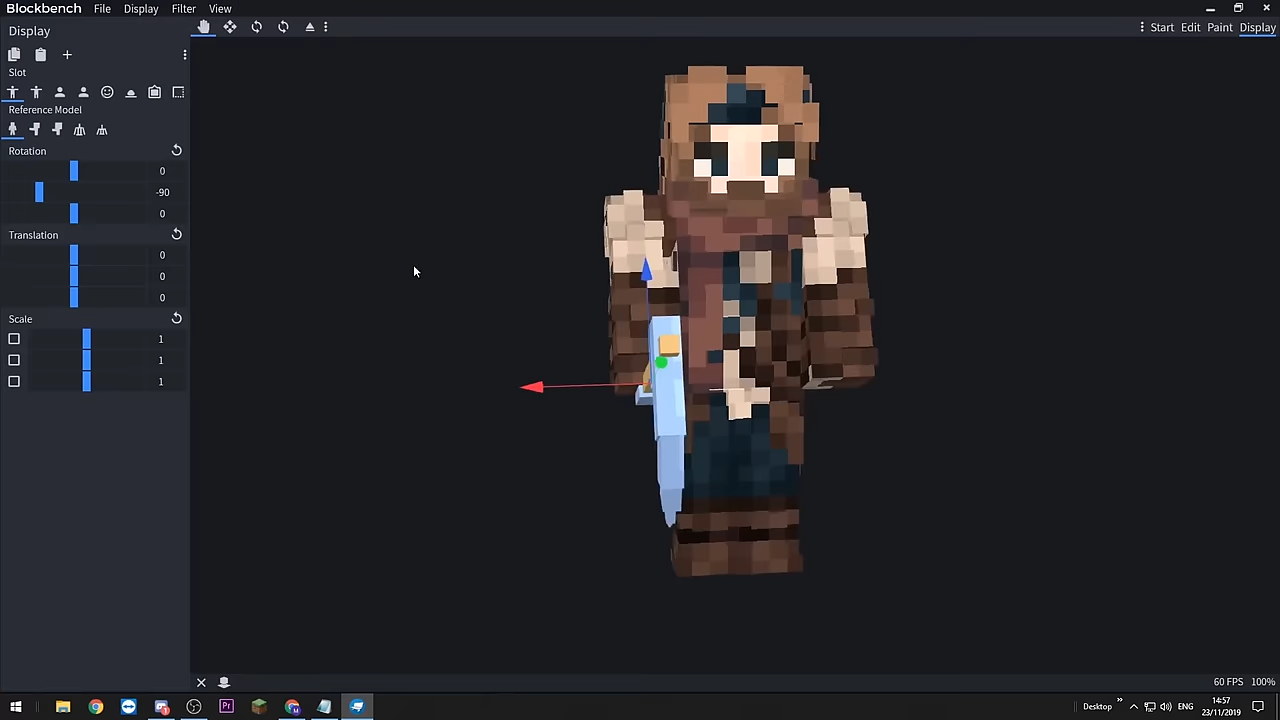 Blockbench File Display Filter View
Display
Start Edit Paint Display
Slot
Reference Model
Rotation
0
-90
0
Translation
0
0
0
Scale
1
1
1
60 FPS 100%
Pr
Desktop » ENG 14:57
23/11/2019